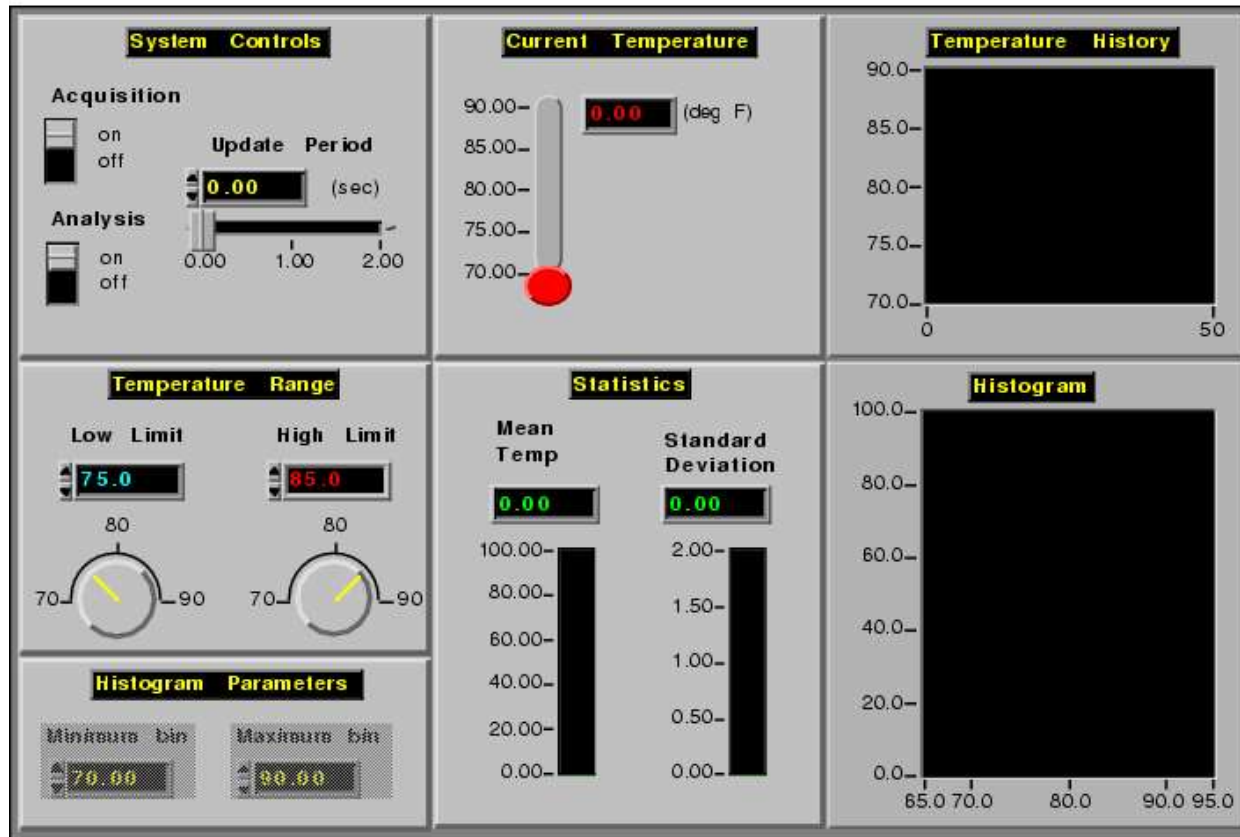 System Controls
Acquisition
on
off
Update Period
0.00 (sec)
0.00 1.00 2.00
Analysis
on
off
Current Temperature
0.00 (deg F)
90.00
85.00
80.00
75.00
70.00
Temperature History
90.0
85.0
80.0
75.0
70.0
0 50
Temperature Range
Low Limit
75.0
80
70 90
High Limit
85.0
80
70 90
Histogram Parameters
Minimum bin
70.00
Maximum bin
90.00
Statistics
Mean
Temp
0.00
100.00
80.00
60.00
40.00
20.00
0.00
Standard
Deviation
0.00
2.00
1.50
1.00
0.50
0.00
Histogram
100.0
80.0
60.0
40.0
20.0
0.0
65.0 70.0 80.0 90.0 95.0